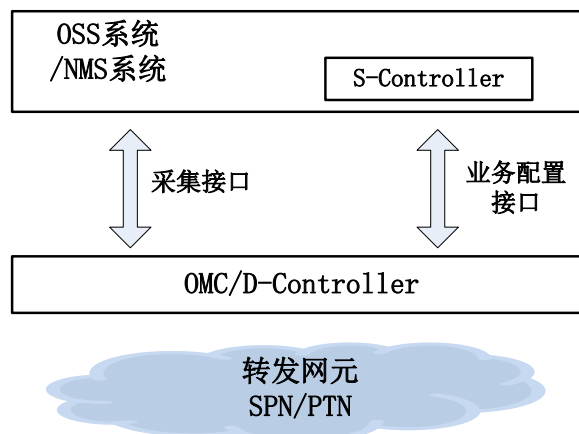 OSS系统
/NMS系统
S-Controller
采集接口
业务配置
接口
OMC/D-Controller
转发网元
SPN/PTN